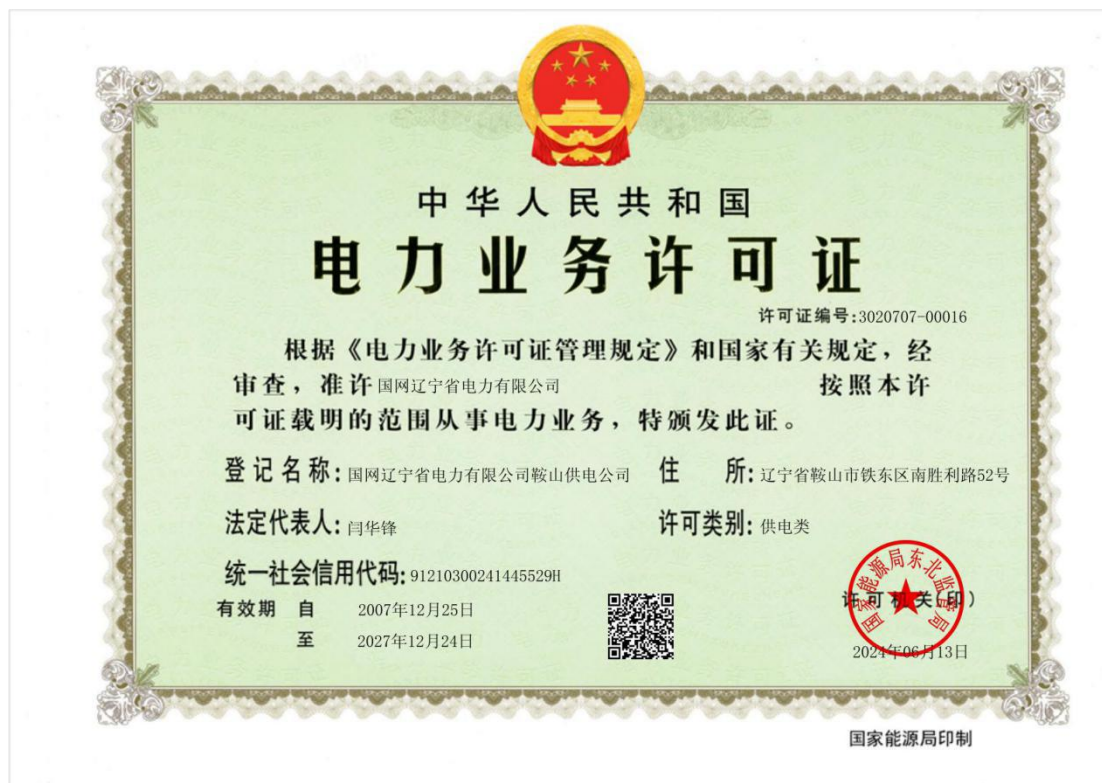 中华人民共和国
电力业务许可证
许可证编号:3020707-00016
根据《电力业务许可证管理规定》和国家有关规定，经
审查，准许 国网辽宁省电力有限公司 按照本许
可证载明的范围从事电力业务，特颁发此证。
登记名称: 国网辽宁省电力有限公司鞍山供电公司 住 所: 辽宁省鞍山市铁东区南胜利路52号
法定代表人: 闫华锋 许可类别: 供电类
统一社会信用代码: 91210300241445529H
有效期 自 2007年12月25日
至 2027年12月24日
国家能源局东北监管局
许可机关(印)
2024年06月13日
国家能源局印制